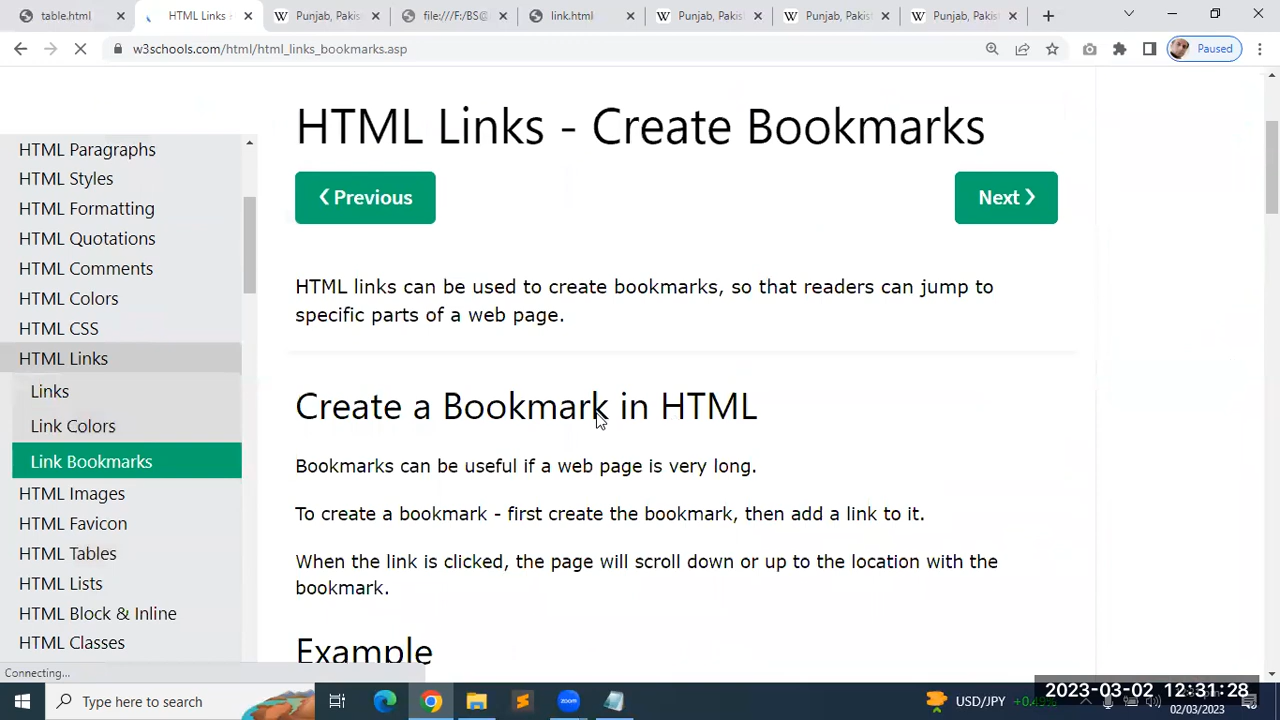 table.html
HTML Links -
Punjab, Pakist
file:///F:/BS@
link.html
Punjab, Pakist
Punjab, Pakist
Punjab, Pakist
w3schools.com/html/html_links_bookmarks.asp
Paused
HTML Links - Create Bookmarks
❮ Previous
Next ❯
HTML links can be used to create bookmarks, so that readers can jump to
specific parts of a web page.
Create a Bookmark in HTML
Bookmarks can be useful if a web page is very long.
To create a bookmark - first create the bookmark, then add a link to it.
When the link is clicked, the page will scroll down or up to the location with the
bookmark.
Example
HTML Paragraphs
HTML Styles
HTML Formatting
HTML Quotations
HTML Comments
HTML Colors
HTML CSS
HTML Links
Links
Link Colors
Link Bookmarks
HTML Images
HTML Favicon
HTML Tables
HTML Lists
HTML Block & Inline
HTML Classes
Connecting...
Type here to search
zoom
USD/JPY
2023-03-02 12:31:28
02/03/2023